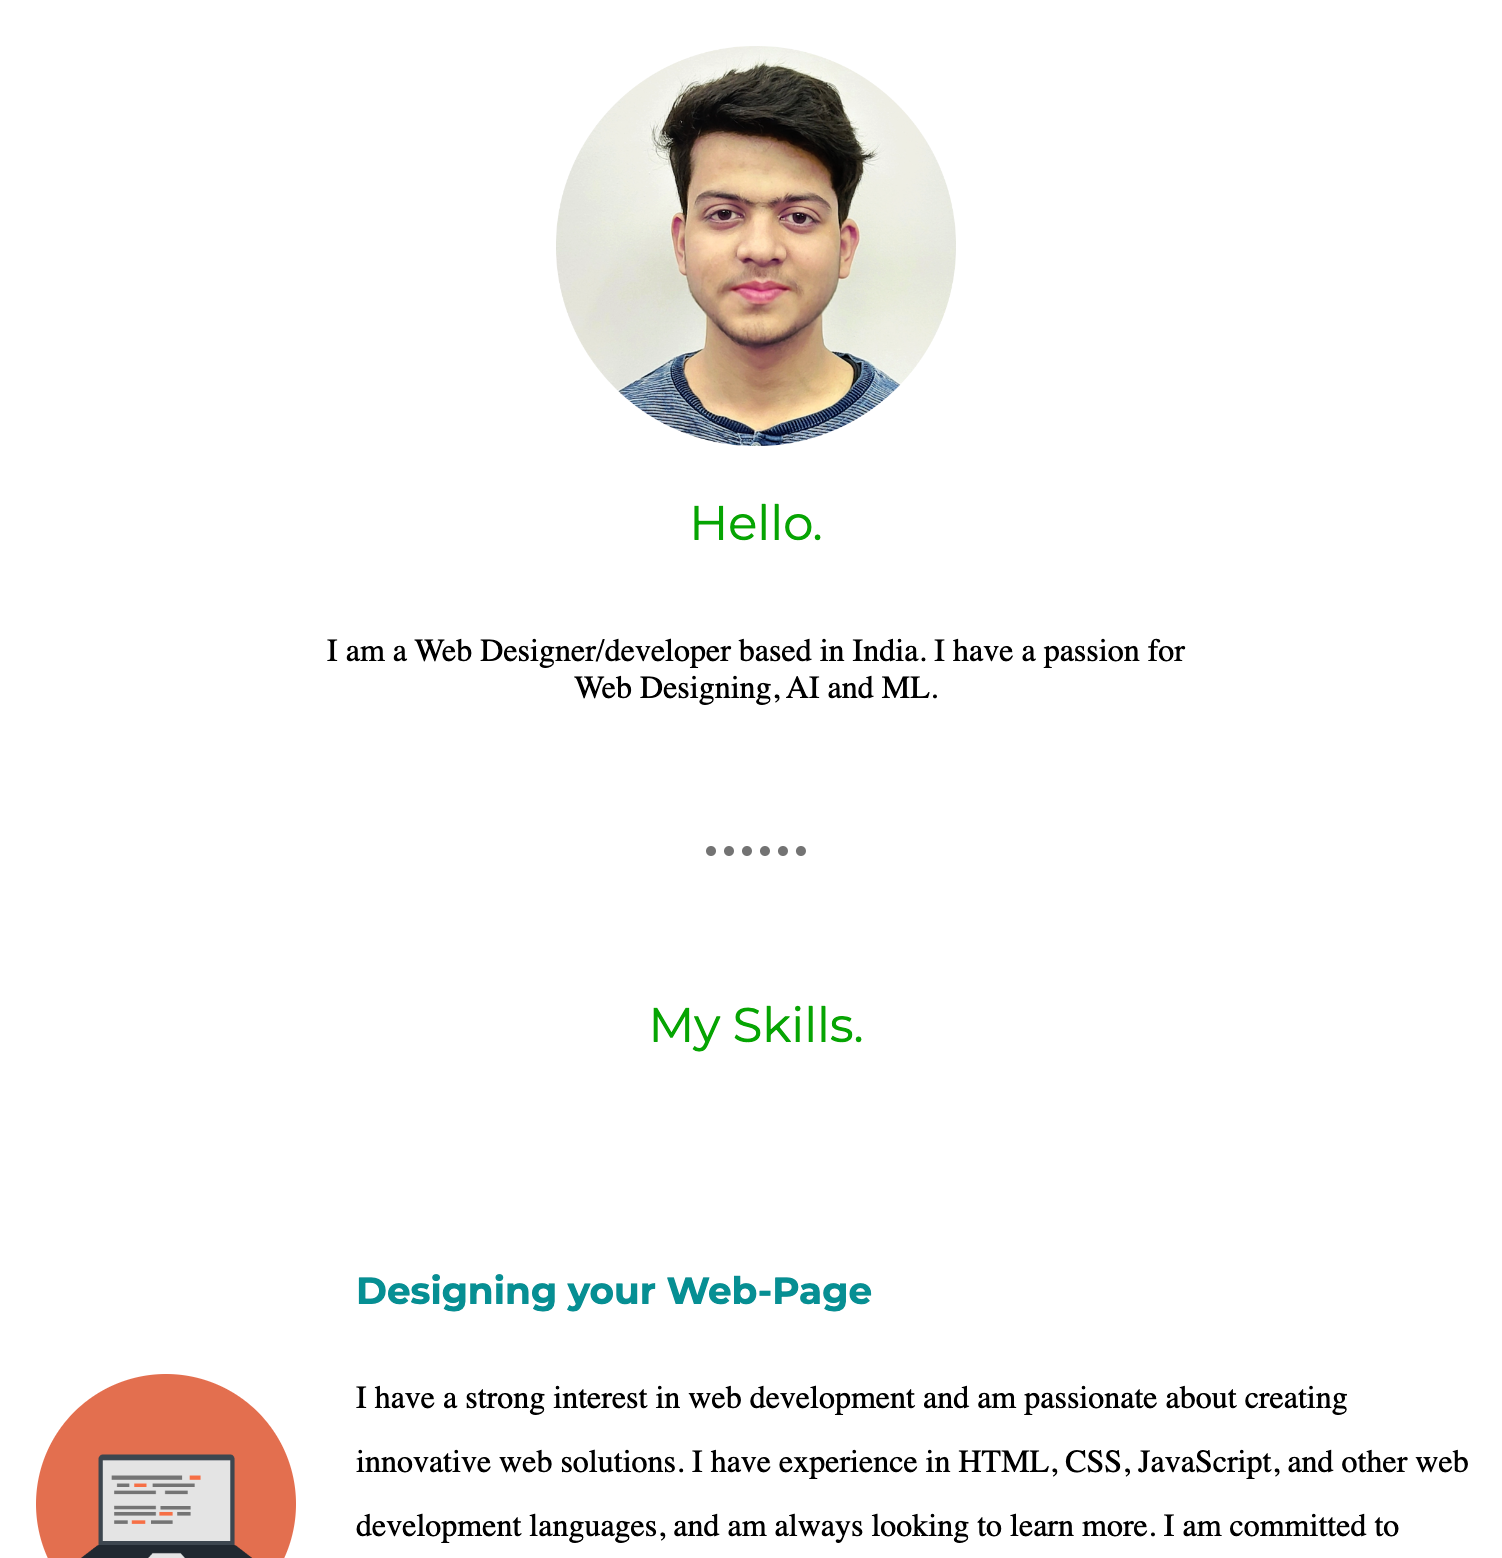 Hello.
I am a Web Designer/developer based in India. I have a passion for
Web Designing, AI and ML.
My Skills.
Designing your Web-Page
I have a strong interest in web development and am passionate about creating
innovative web solutions. I have experience in HTML, CSS, JavaScript, and other web
development languages, and am always looking to learn more. I am committed to